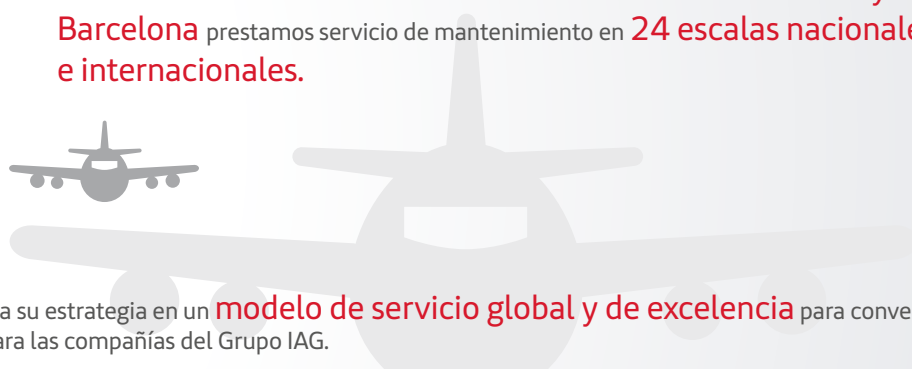 y
Barcelona prestamos servicio de mantenimiento en 24 escalas nacionale
e internacionales.
a su estrategia en un modelo de servicio global y de excelencia para conve
ara las compañías del Grupo IAG.